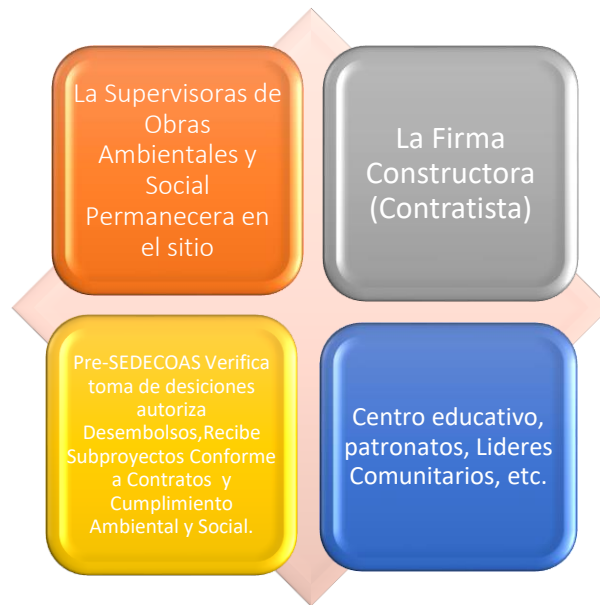 La Supervisoras de
Obras
Ambientales y
Social
Permanecera en
el sitio
La Firma
Constructora
(Contratista)
Pre-SEDECOAS Verifica
toma de desiciones
autoriza
Desembolsos,Recibe
Subproyectos Conforme
a Contratos y
Cumplimiento
Ambiental y Social.
Centro educativo,
patronatos, Lideres
Comunitarios, etc.